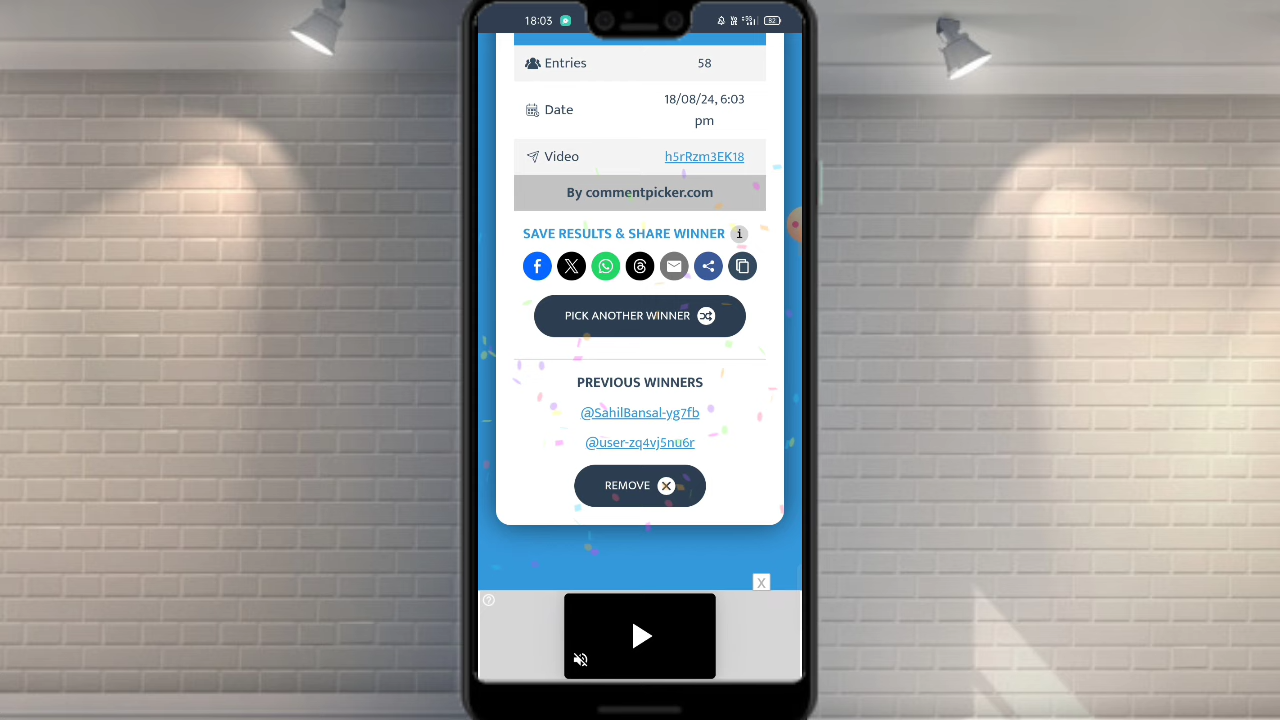 18:03
Entries 58
Date 18/08/24, 6:03 pm
Video h5rRzm3EK18
By commentpicker.com
SAVE RESULTS & SHARE WINNER i
PICK ANOTHER WINNER
PREVIOUS WINNERS
@SahilBansal-yg7fb
@user-zq4vj5nu6r
REMOVE
X